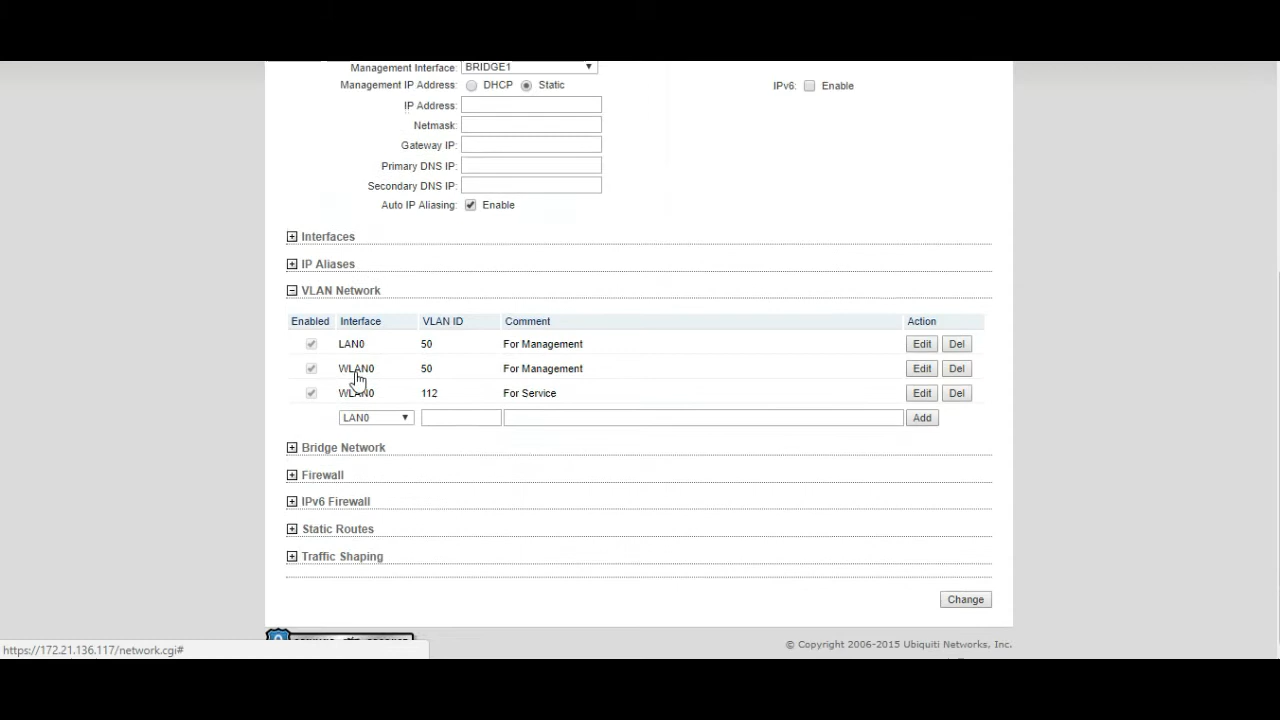 Management Interface: BRIDGE1
Management IP Address: DHCP Static
IPv6: Enable
IP Address:
Netmask:
Gateway IP:
Primary DNS IP:
Secondary DNS IP:
Auto IP Aliasing: Enable
Interfaces
IP Aliases
VLAN Network
Enabled Interface VLAN ID Comment Action
LAN0 50 For Management Edit Del
WLAN0 50 For Management Edit Del
WLAN0 112 For Service Edit Del
LAN0 Add
Bridge Network
Firewall
IPv6 Firewall
Static Routes
Traffic Shaping
Change
© Copyright 2006-2015 Ubiquiti Networks, Inc.
https://172.21.136.117/network.cgi#